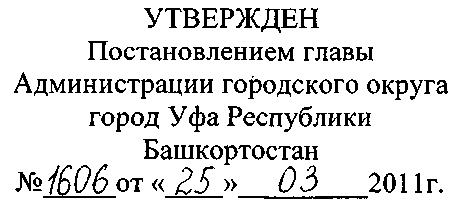 УТВЕРЖДЕН
Постановлением главы
Администрации городского округа
город Уфа Республики
Башкортостан
№1606 от «25» 03 2011г.